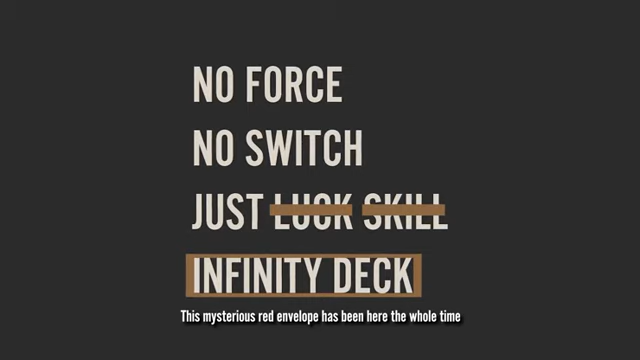 NO FORCE
NO SWITCH
JUST LUCK SKILL
INFINITY DECK
This mysterious red envelope has been here the whole time